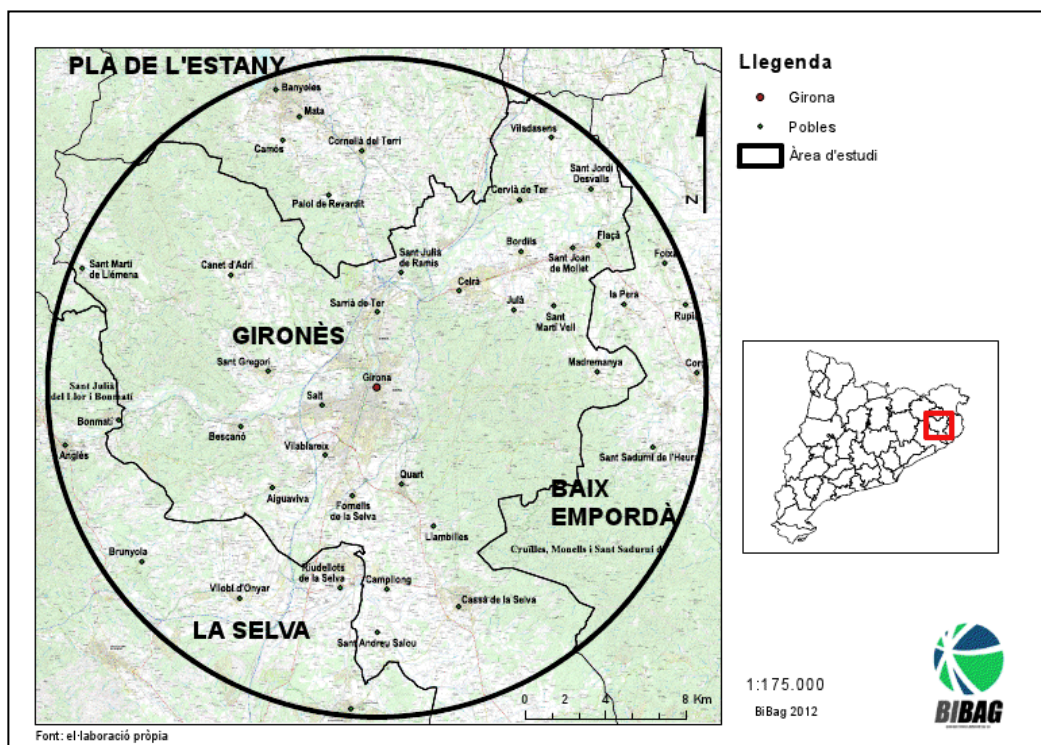 PLA DE L'ESTANY
Banyoles
Mata
Camós
Cornellà del Terri
Viladasens
Sant Jordi
Desvalls
Cervià de Ter
Palol de Revardit
Sant Julià
de Ramis
Bordils
Flaçà
Sant Joan
de Mollet
Foixà
Sant Martí
de Llémena
Canet d'Adri
Celrà
Juià
Sant
Martí Vell
la Pera
Rupià
Sarrià de Ter
GIRONÈS
Sant Gregori
Girona
Madremanya
Corç
Sant Julià
del Llor i Bonmatí
Salt
Bonmatí
Bescanó
Anglès
Vilablareix
Sant Sadurní de l'Heura
Quart
Aiguaviva
Fornells
de la Selva
BAIX
EMPORDÀ
Llambilles
Cruïlles, Monells i Sant Sadurní d
Brunyola
Riudellots
de la Selva
Campllong
Vilobí d'Onyar
Cassà de la Selva
LA SELVA
Sant Andreu Salou
0 2 4 8 Km
Font: el·laboració pròpia
Llegenda
Girona
Pobles
Àrea d'estudi
N
1:175.000
BiBag 2012
BIBAG